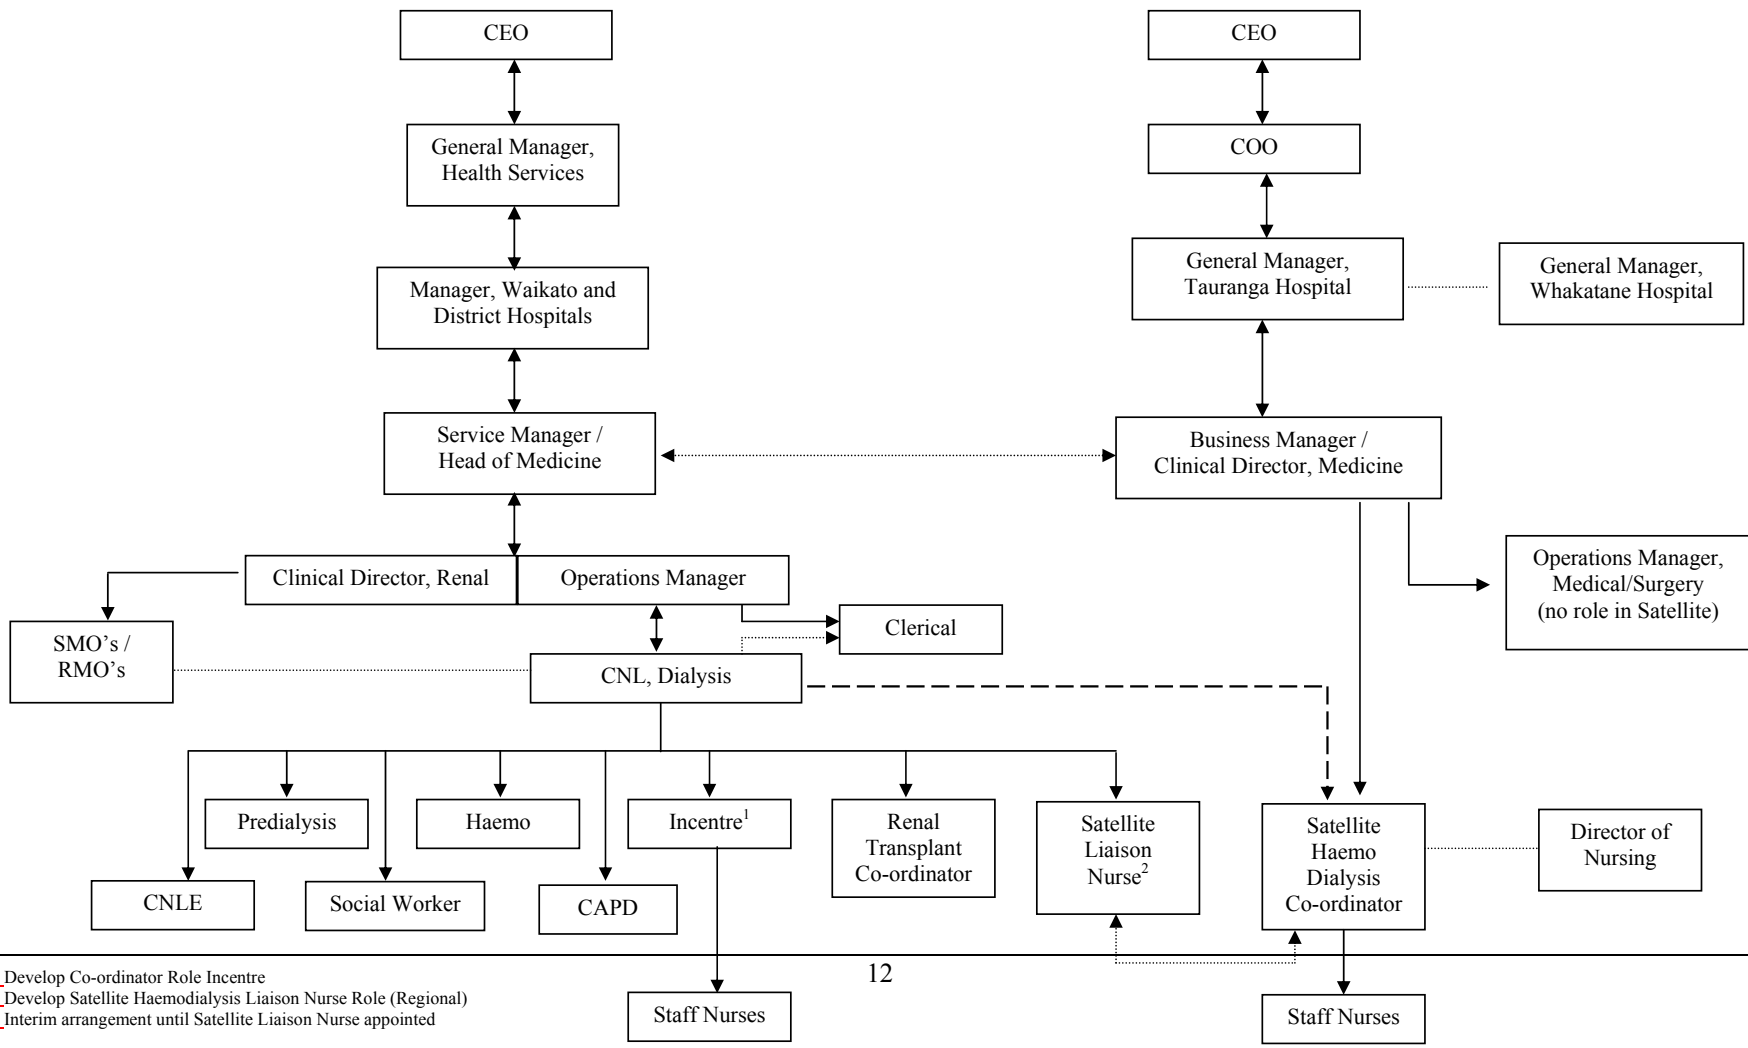 CEO
CEO
General Manager,
Health Services
COO
Manager, Waikato and
District Hospitals
General Manager,
Tauranga Hospital
General Manager,
Whakatane Hospital
Service Manager /
Head of Medicine
Business Manager /
Clinical Director, Medicine
Clinical Director, Renal
Operations Manager
Operations Manager,
Medical/Surgery
(no role in Satellite)
Clerical
SMO’s /
RMO’s
CNL, Dialysis
Predialysis
Haemo
Incentre1
Renal
Transplant
Co-ordinator
Satellite
Liaison
Nurse2
Satellite
Haemo
Dialysis
Co-ordinator
Director of
Nursing
CNLE
Social Worker
CAPD
12
Develop Co-ordinator Role Incentre
Develop Satellite Haemodialysis Liaison Nurse Role (Regional)
Interim arrangement until Satellite Liaison Nurse appointed
Staff Nurses
Staff Nurses